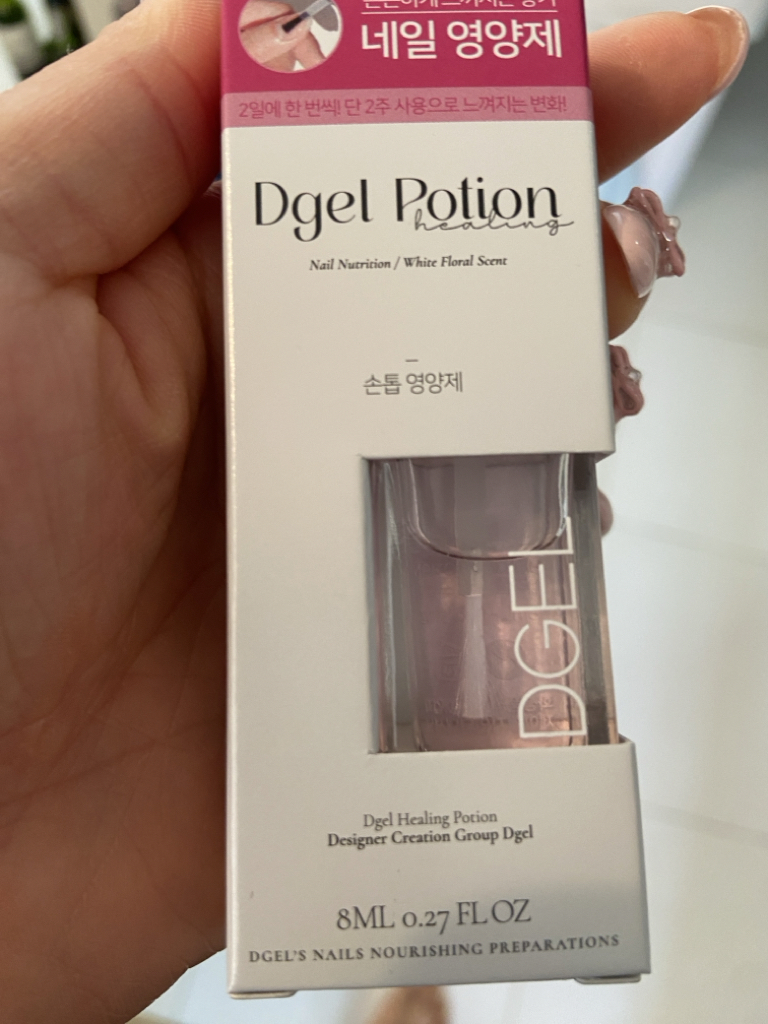 네일 영양제
2일에 한 번씩! 단 2주 사용으로 느껴지는 변화!
Dgel Potion
healing
Nail Nutrition / White Floral Scent
손톱 영양제
DGEL
Dgel Healing Potion
Designer Creation Group Dgel
8ML 0.27 FL OZ
DGEL'S NAILS NOURISHING PREPARATIONS